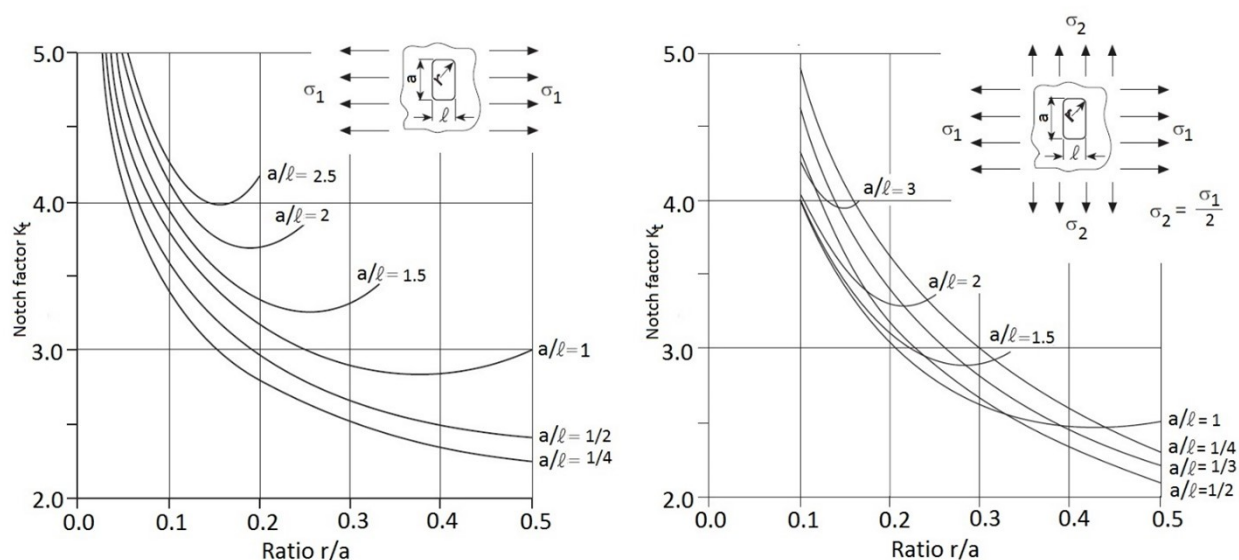 5.0
4.0
3.0
2.0
Notch factor Kt
0.0 0.1 0.2 0.3 0.4 0.5
Ratio r/a
σ1
a
r
ℓ
σ1
a/ℓ= 2.5
a/ℓ= 2
a/ℓ= 1.5
a/ℓ=1
a/ℓ= 1/2
a/ℓ= 1/4
5.0
4.0
3.0
2.0
Notch factor Kt
0.0 0.1 0.2 0.3 0.4 0.5
Ratio r/a
σ2
σ1
a
r
ℓ
σ1
σ2
σ2 = σ1/2
a/ℓ= 3
a/ℓ= 2
a/ℓ=1.5
a/ℓ=1
a/ℓ= 1/4
a/ℓ=1/3
a/ℓ=1/2